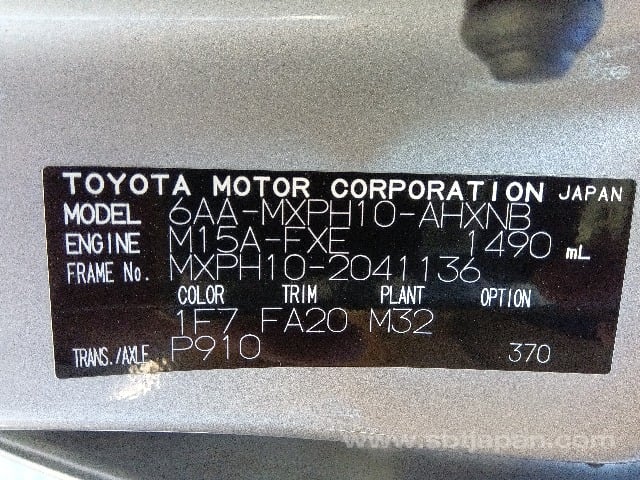 TOYOTA MOTOR CORPORATION JAPAN
MODEL 6AA-MXPH10-AHXNB
ENGINE M15A-FXE 1490 mL
FRAME No. MXPH10-2041136
COLOR TRIM PLANT OPTION
1F7 FA20 M32
TRANS./AXLE P910 370
www.sbtjapan.com